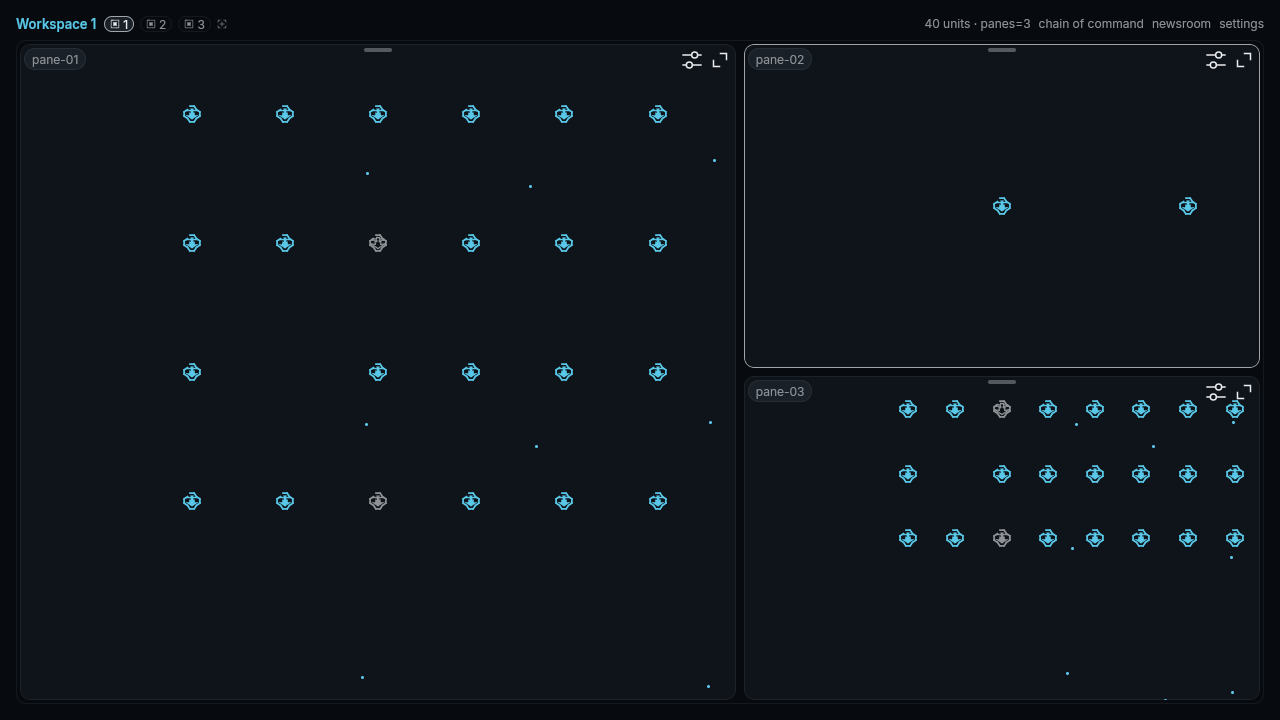 Workspace 1 1 2 3 40 units · panes=3 chain of command newsroom settings
pane-01
pane-02
pane-03